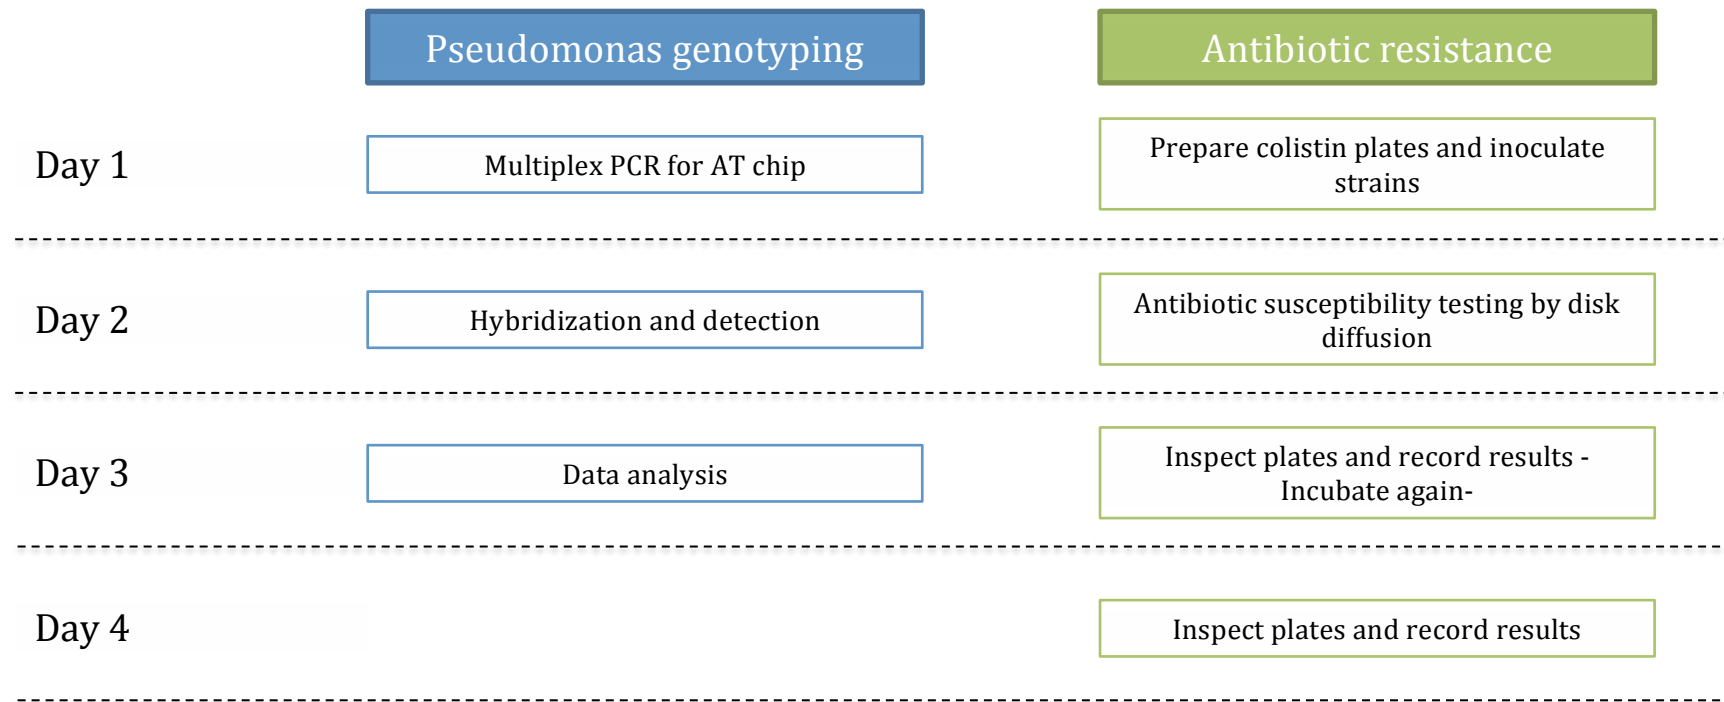 Pseudomonas genotyping
Antibiotic resistance
Day 1
Multiplex PCR for AT chip
Prepare colistin plates and inoculate
strains
Day 2
Hybridization and detection
Antibiotic susceptibility testing by disk
diffusion
Day 3
Data analysis
Inspect plates and record results -
Incubate again-
Day 4
Inspect plates and record results